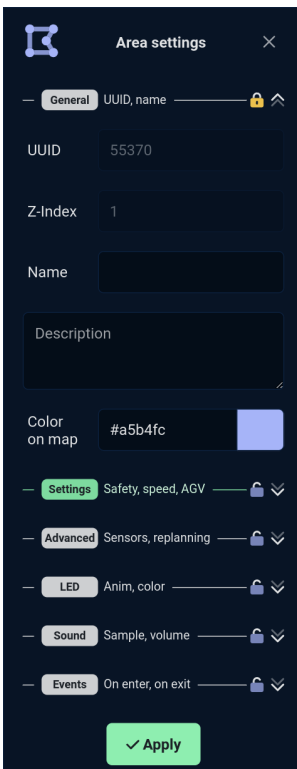 Area settings
General UUID, name
UUID 55370
Z-Index 1
Name
Description
Color
on map #a5b4fc
Settings Safety, speed, AGV
Advanced Sensors, replanning
LED Anim, color
Sound Sample, volume
Events On enter, on exit
Apply